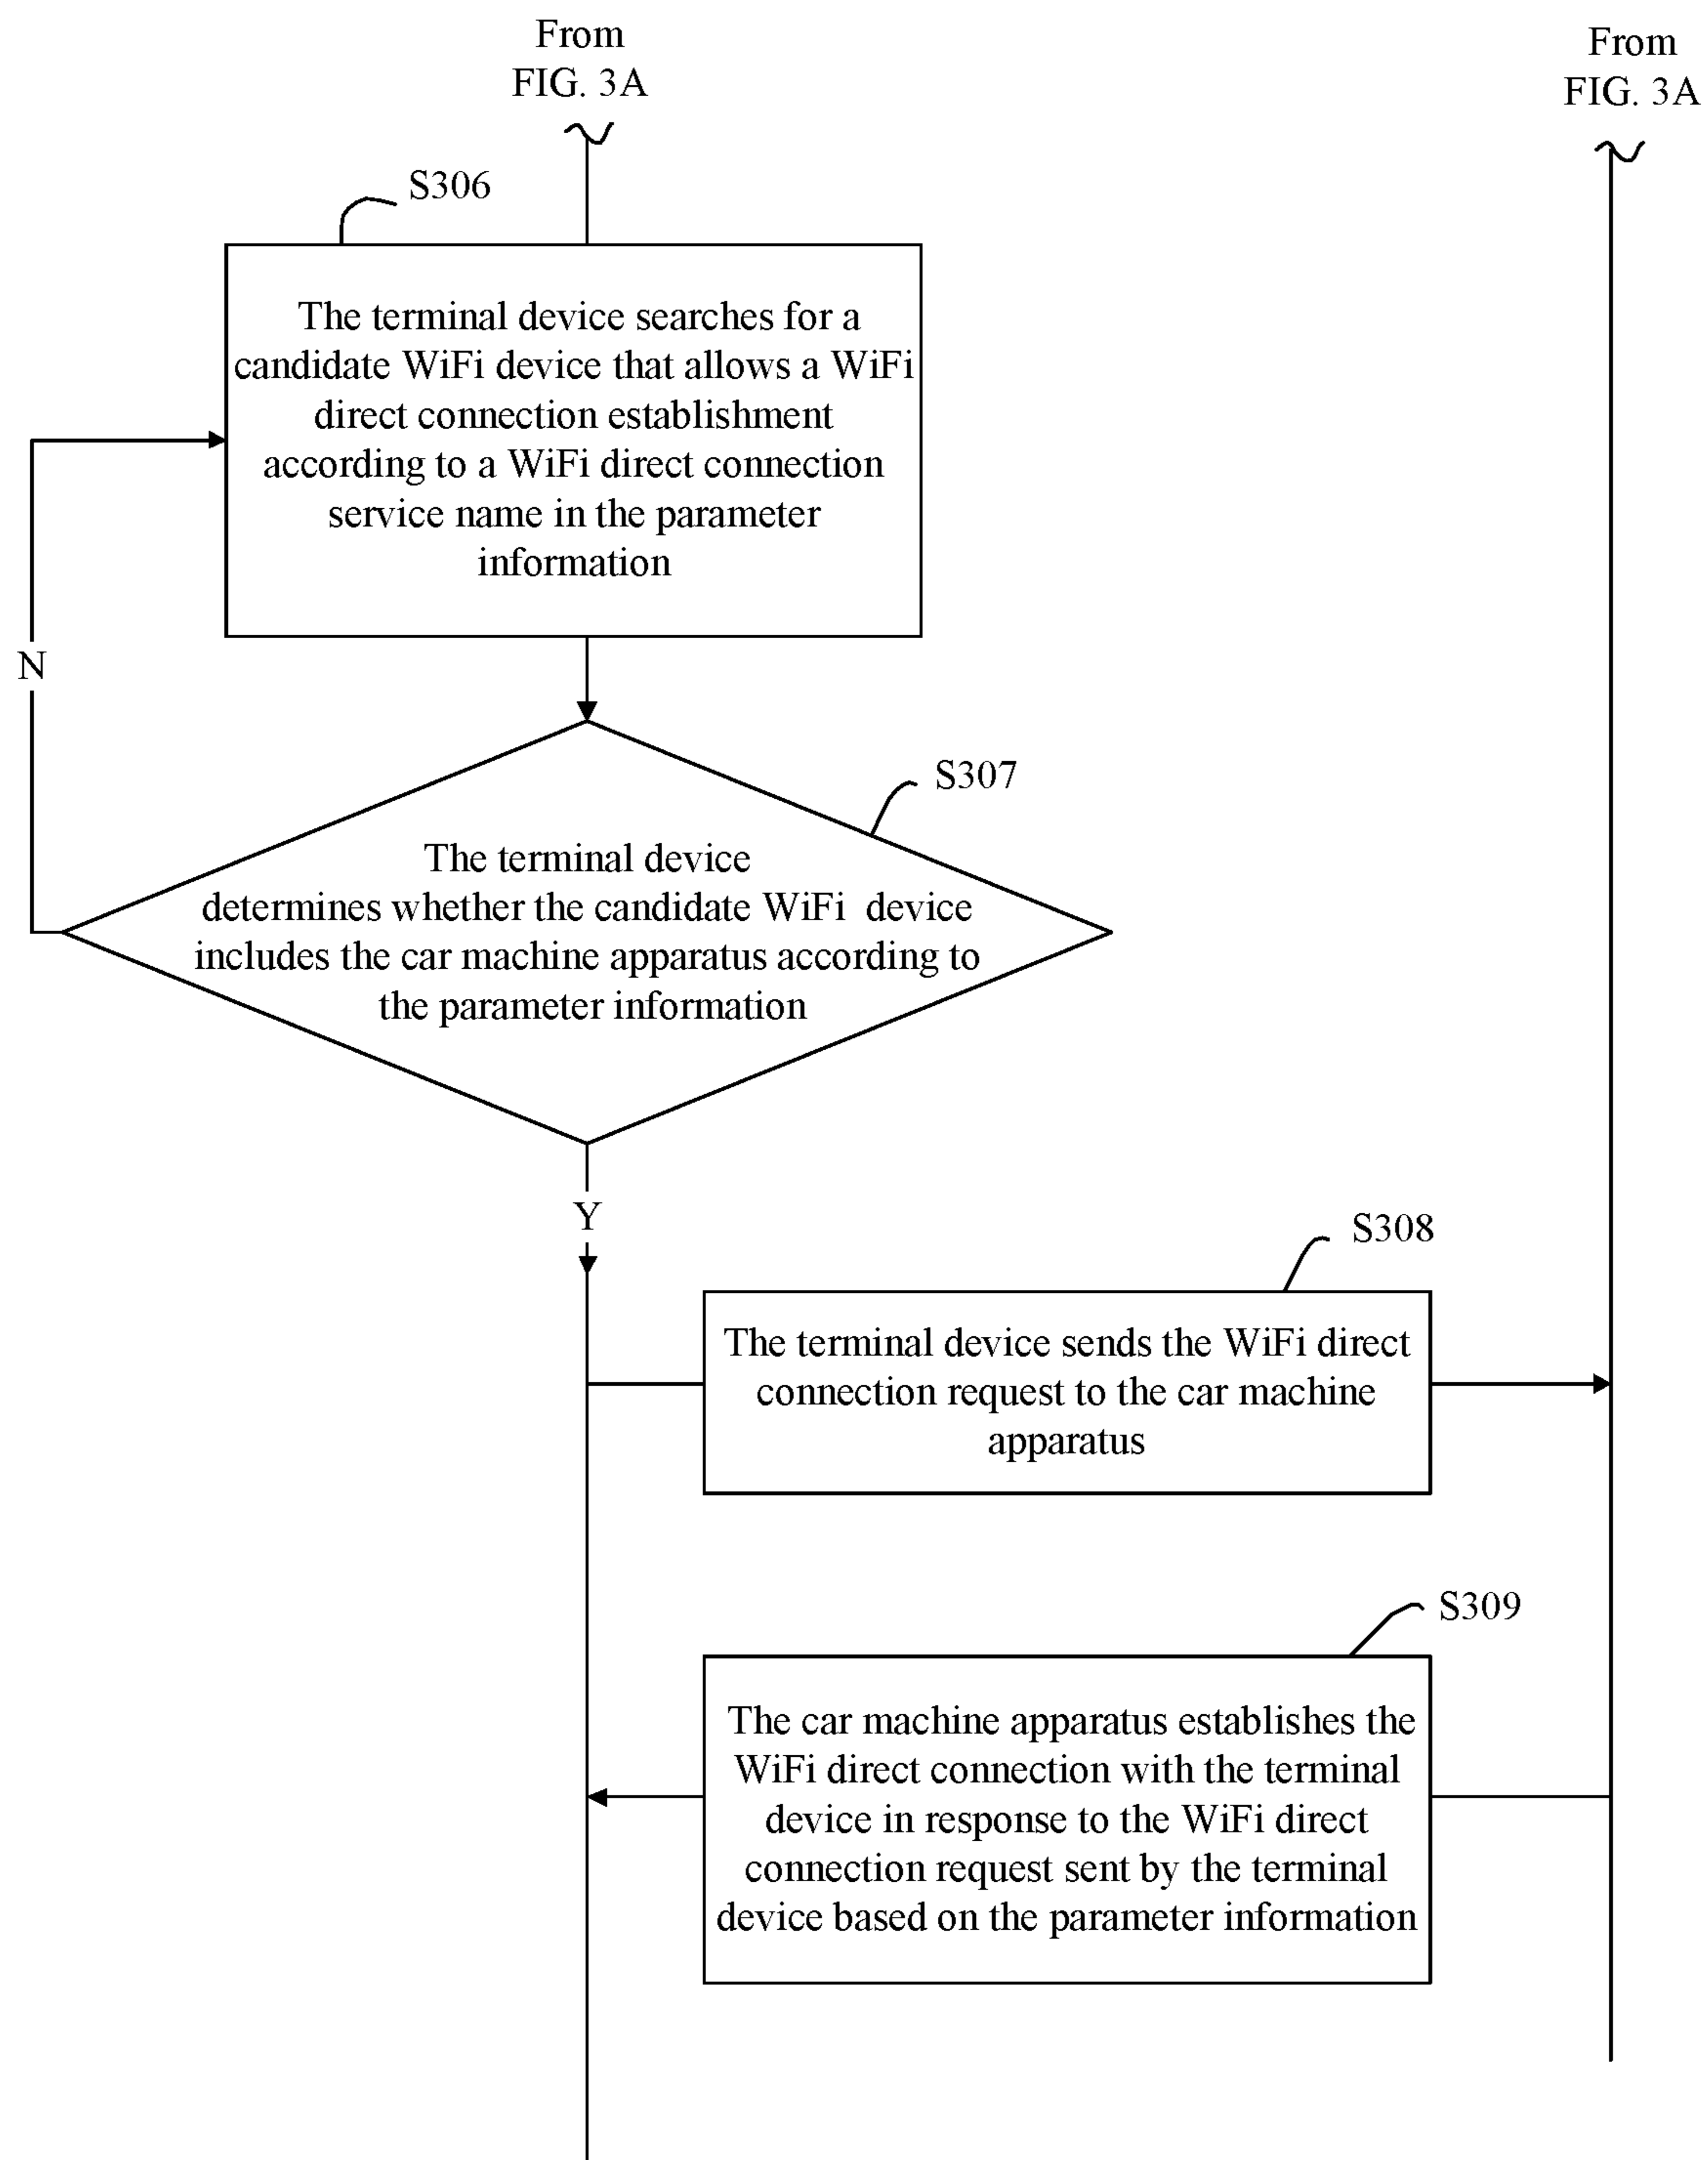 From
FIG. 3A
From
FIG. 3A
S306
The terminal device searches for a
candidate WiFi device that allows a WiFi
direct connection establishment
according to a WiFi direct connection
service name in the parameter
information
N
S307
The terminal device
determines whether the candidate WiFi device
includes the car machine apparatus according to
the parameter information
Y
S308
The terminal device sends the WiFi direct
connection request to the car machine
apparatus
S309
The car machine apparatus establishes the
WiFi direct connection with the terminal
device in response to the WiFi direct
connection request sent by the terminal
device based on the parameter information